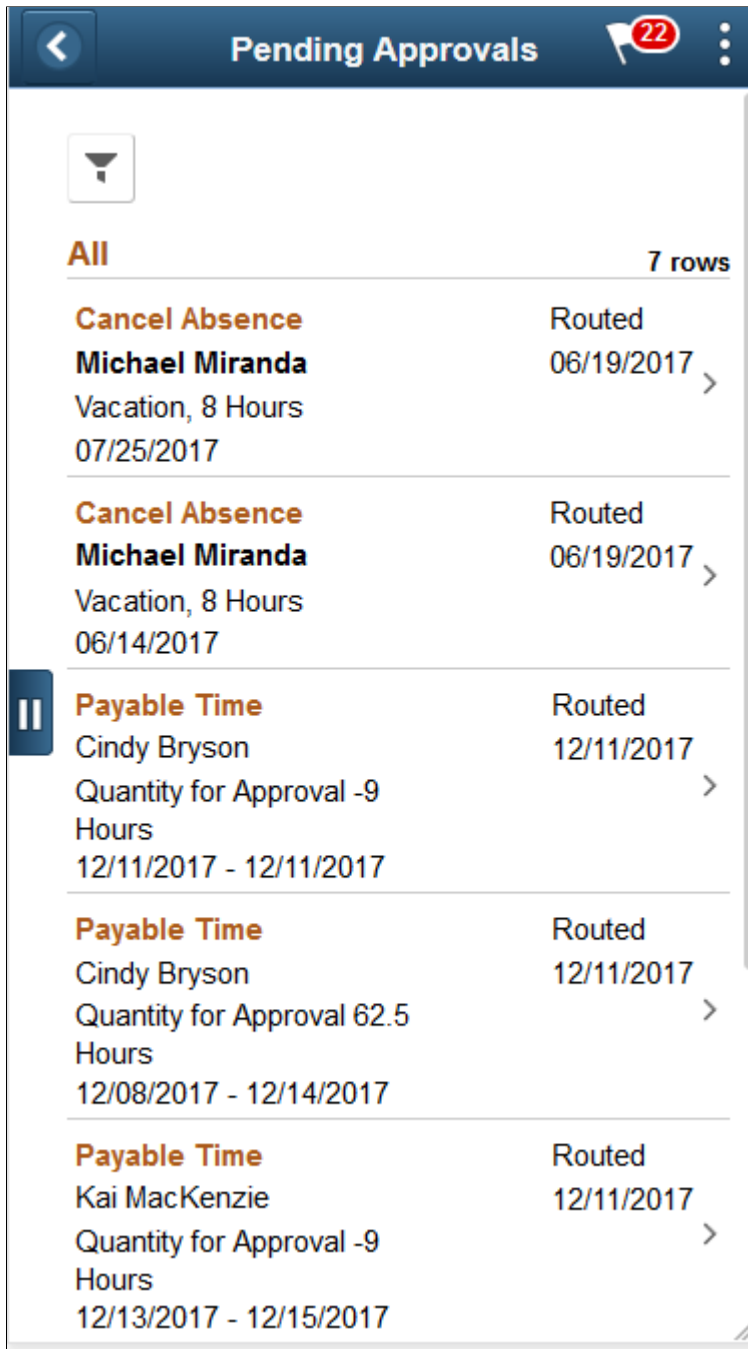 Pending Approvals
22
All
7 rows
Cancel Absence
Routed
Michael Miranda
06/19/2017
Vacation, 8 Hours
07/25/2017
Cancel Absence
Routed
Michael Miranda
06/19/2017
Vacation, 8 Hours
06/14/2017
Payable Time
Routed
Cindy Bryson
12/11/2017
Quantity for Approval -9
Hours
12/11/2017 - 12/11/2017
Payable Time
Routed
Cindy Bryson
12/11/2017
Quantity for Approval 62.5
Hours
12/08/2017 - 12/14/2017
Payable Time
Routed
Kai MacKenzie
12/11/2017
Quantity for Approval -9
Hours
12/13/2017 - 12/15/2017